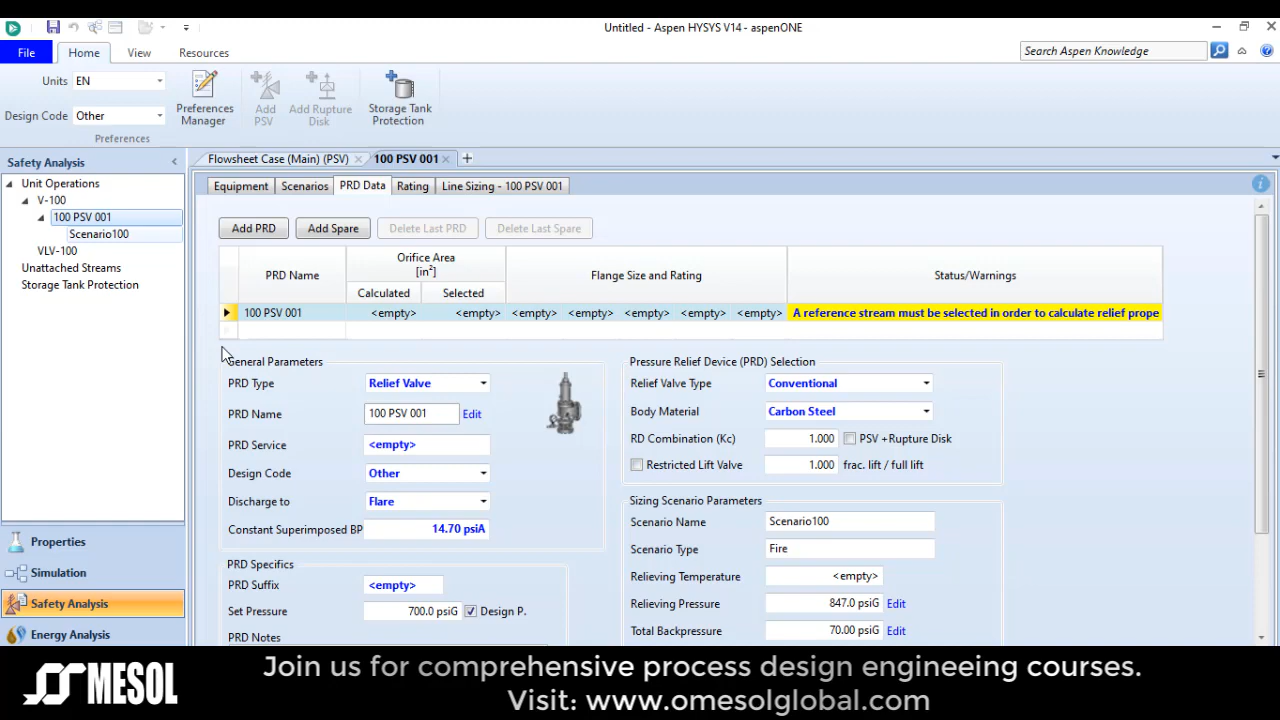 Untitled - Aspen HYSYS V14 - aspenONE
File
Home
View
Resources
Search Aspen Knowledge
Units
EN
Design Code
Other
Preferences Manager
Add PSV
Add Rupture Disk
Storage Tank Protection
Preferences
Safety Analysis
Flowsheet Case (Main) (PSV)
100 PSV 001
Unit Operations
V-100
100 PSV 001
Scenario100
VLV-100
Unattached Streams
Storage Tank Protection
Properties
Simulation
Safety Analysis
Energy Analysis
Equipment
Scenarios
PRD Data
Rating
Line Sizing - 100 PSV 001
Add PRD
Add Spare
Delete Last PRD
Delete Last Spare
PRD Name
Orifice Area
[in²]
Calculated
Selected
Flange Size and Rating
Status/Warnings
100 PSV 001 <empty> <empty> <empty> <empty> <empty> <empty> <empty> A reference stream must be selected in order to calculate relief prope
General Parameters
PRD Type Relief Valve
PRD Name 100 PSV 001 Edit
PRD Service <empty>
Design Code Other
Discharge to Flare
Constant Superimposed BP 14.70 psiA
PRD Specifics
PRD Suffix <empty>
Set Pressure 700.0 psiG Design P.
PRD Notes
Pressure Relief Device (PRD) Selection
Relief Valve Type Conventional
Body Material Carbon Steel
RD Combination (Kc) 1.000 PSV +Rupture Disk
Restricted Lift Valve 1.000 frac. lift / full lift
Sizing Scenario Parameters
Scenario Name Scenario100
Scenario Type Fire
Relieving Temperature <empty>
Relieving Pressure 847.0 psiG Edit
Total Backpressure 70.00 psiG Edit
MESOL
Join us for comprehensive process design engineeing courses.
Visit: www.omesolglobal.com